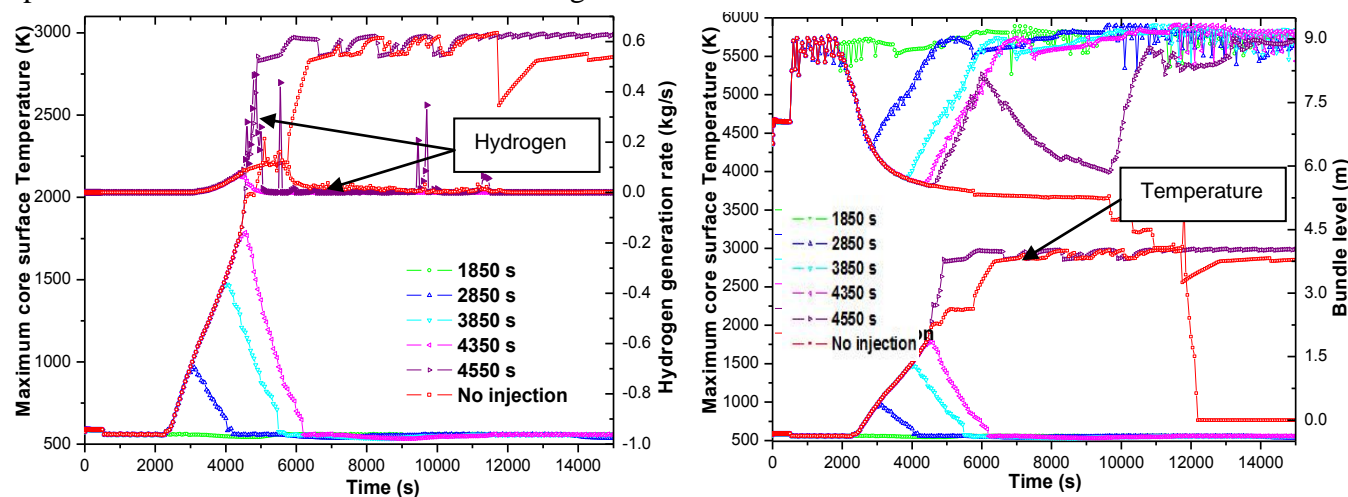 Maximum core surface Temperature (K)
3000
2500
2000
1500
1000
500
0.6
0.4
0.2
0.0
-0.2
-0.4
-0.6
-0.8
-1.0
Hydrogen generation rate (kg/s)
Hydrogen
1850 s
2850 s
3850 s
4350 s
4550 s
No injection
0 2000 4000 6000 8000 10000 12000 14000
Time (s)
Maximum core surface Temperature (K)
6000
5500
5000
4500
4000
3500
3000
2500
2000
1500
1000
500
9.0
7.5
6.0
4.5
3.0
1.5
0.0
Bundle level (m)
Temperature
1850 s
2850 s
3850 s
4350 s
4550 s
No injection
0 2000 4000 6000 8000 10000 12000 14000
Time (s)